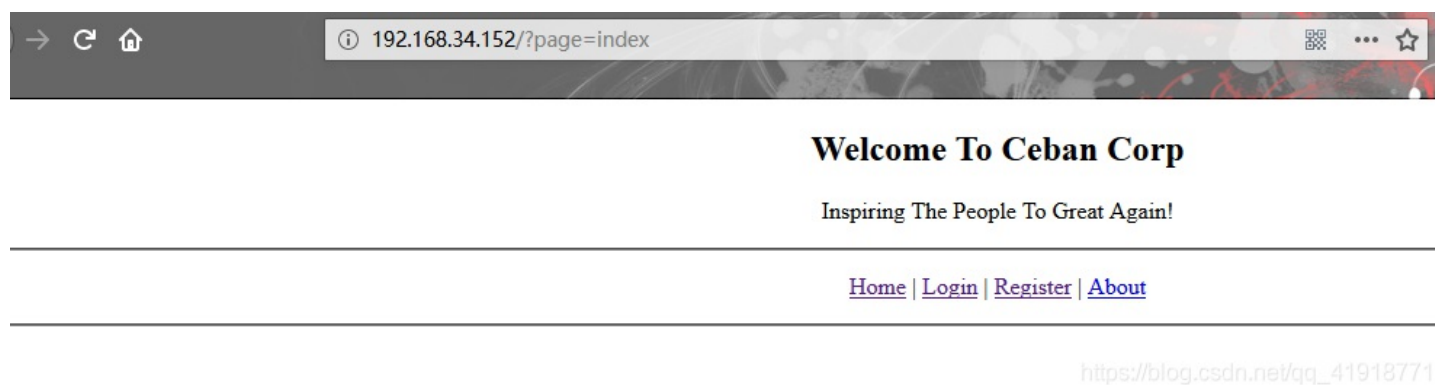 192.168.34.152/?page=index
Welcome To Ceban Corp
Inspiring The People To Great Again!
Home | Login | Register | About
https://blog.csdn.net/qq_41918771